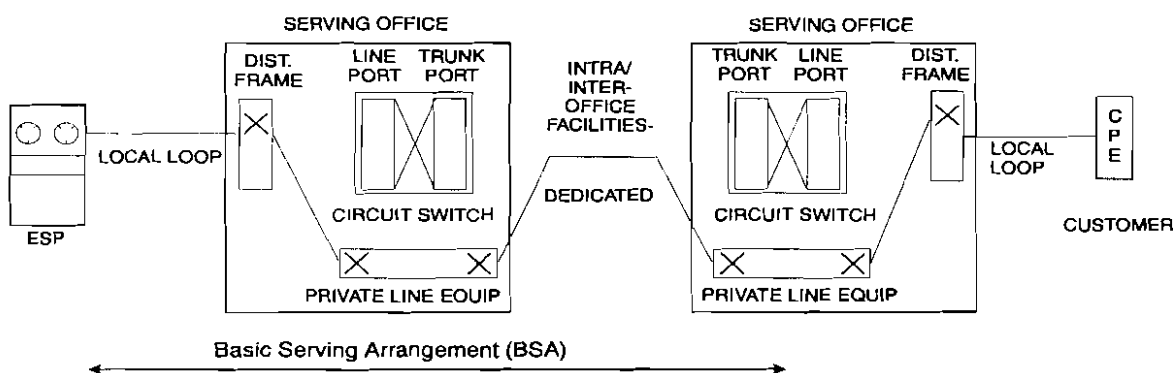 SERVING OFFICE
SERVING OFFICE
DIST.
FRAME
LINE
PORT
TRUNK
PORT
INTRA/
INTER-
OFFICE
FACILITIES-
TRUNK
PORT
LINE
PORT
DIST.
FRAME
C
P
E
LOCAL LOOP
LOCAL
LOOP
DEDICATED
CIRCUIT SWITCH
CIRCUIT SWITCH
CUSTOMER
ESP
PRIVATE LINE EQUIP
PRIVATE LINE EQUIP
Basic Serving Arrangement (BSA)